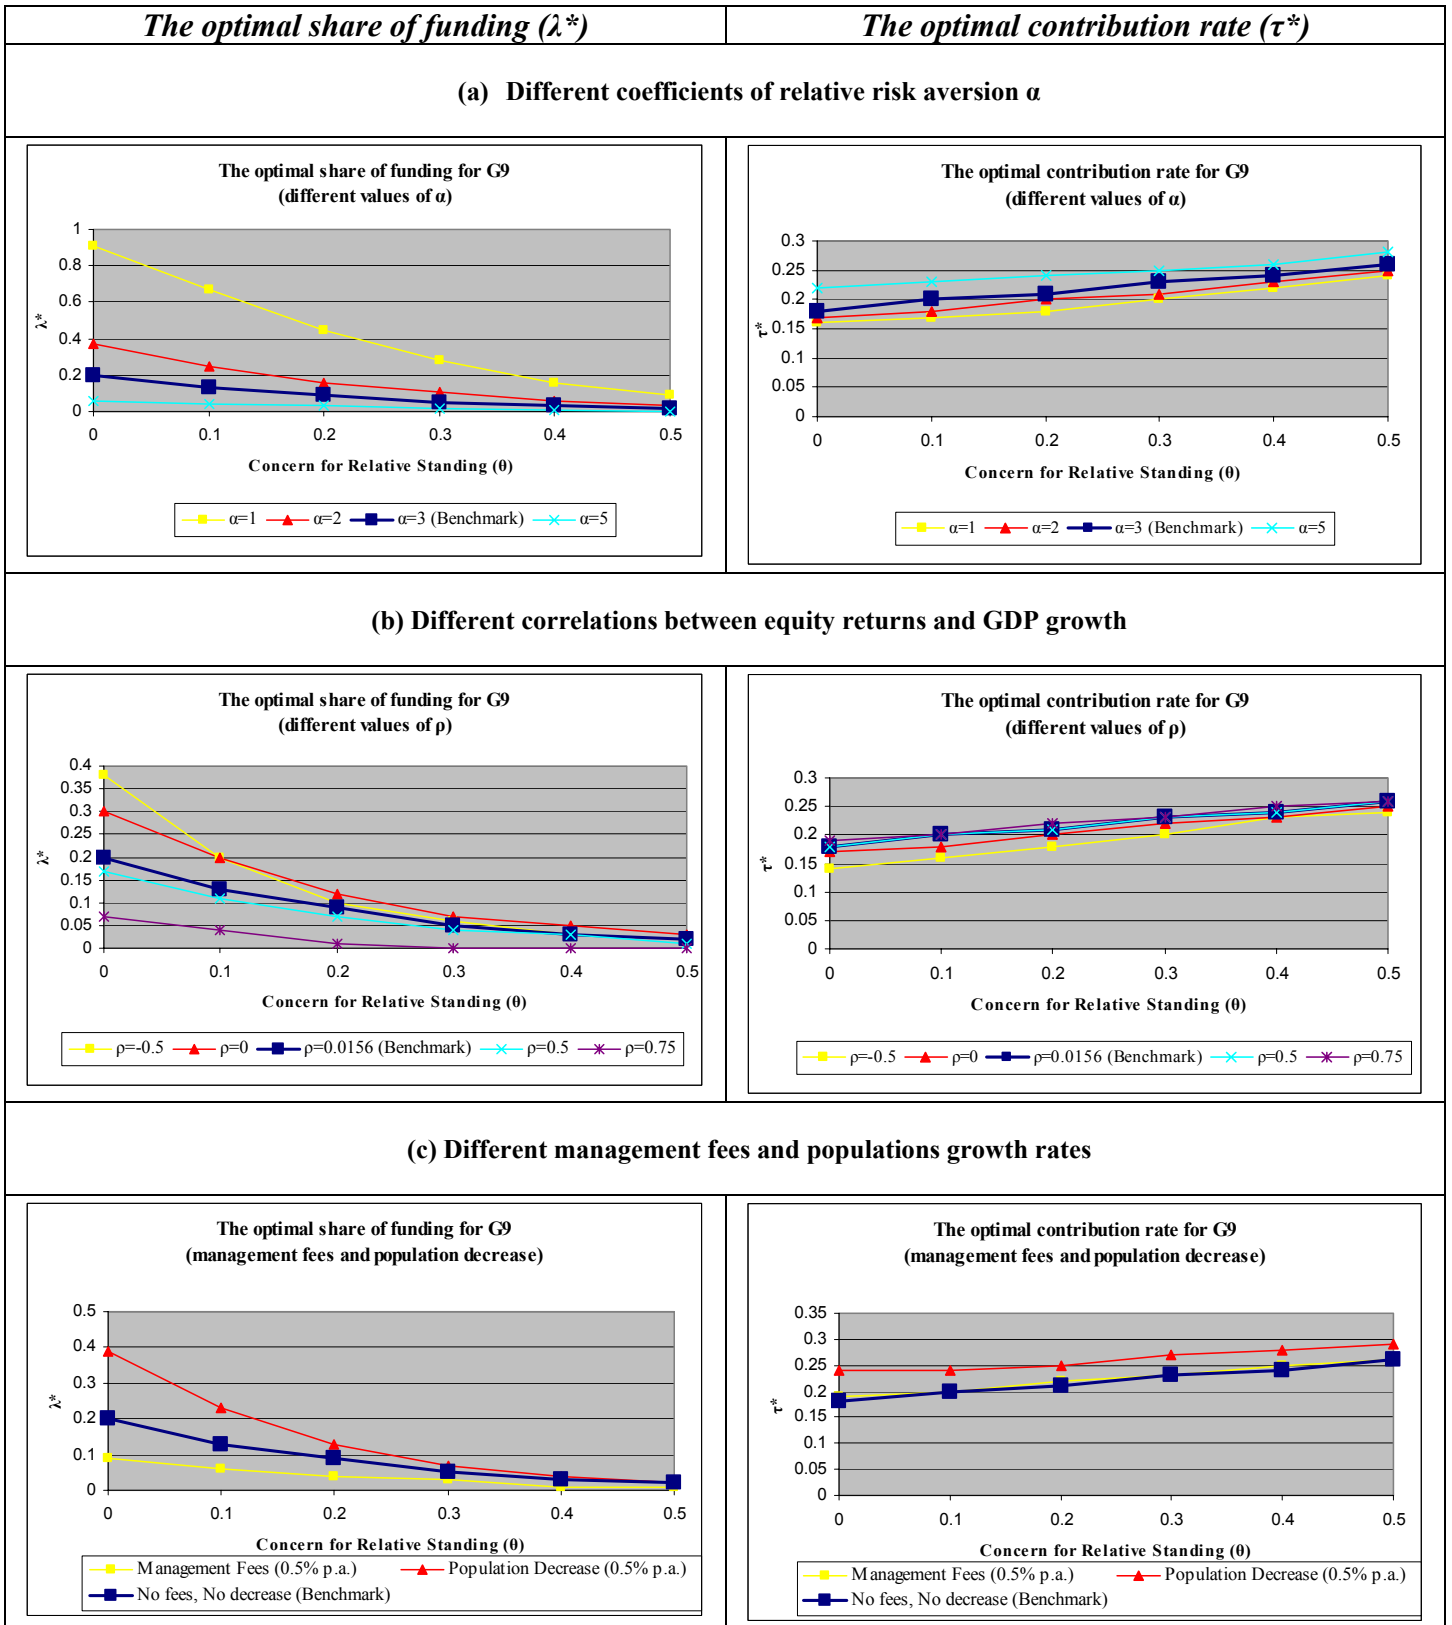 The optimal share of funding (λ*)
The optimal contribution rate (τ*)
(a) Different coefficients of relative risk aversion α
The optimal share of funding for G9
(different values of α)
1
0.8
0.6
0.4
0.2
0
λ*
0 0.1 0.2 0.3 0.4 0.5
Concern for Relative Standing (θ)
α=1 α=2 α=3 (Benchmark) α=5
The optimal contribution rate for G9
(different values of α)
0.3
0.25
0.2
0.15
0.1
0.05
0
τ*
0 0.1 0.2 0.3 0.4 0.5
Concern for Relative Standing (θ)
α=1 α=2 α=3 (Benchmark) α=5
(b) Different correlations between equity returns and GDP growth
The optimal share of funding for G9
(different values of ρ)
0.4
0.35
0.3
0.25
0.2
0.15
0.1
0.05
0
λ*
0 0.1 0.2 0.3 0.4 0.5
Concern for Relative Standing (θ)
ρ=-0.5 ρ=0 ρ=0.0156 (Benchmark) ρ=0.5 ρ=0.75
The optimal contribution rate for G9
(different values of ρ)
0.3
0.25
0.2
0.15
0.1
0.05
0
τ*
0 0.1 0.2 0.3 0.4 0.5
Concern for Relative Standing (θ)
ρ=-0.5 ρ=0 ρ=0.0156 (Benchmark) ρ=0.5 ρ=0.75
(c) Different management fees and populations growth rates
The optimal share of funding for G9
(management fees and population decrease)
0.5
0.4
0.3
0.2
0.1
0
λ*
0 0.1 0.2 0.3 0.4 0.5
Concern for Relative Standing (θ)
Management Fees (0.5% p.a.) Population Decrease (0.5% p.a.)
No fees, No decrease (Benchmark)
The optimal contribution rate for G9
(management fees and population decrease)
0.35
0.3
0.25
0.2
0.15
0.1
0.05
0
τ*
0 0.1 0.2 0.3 0.4 0.5
Concern for Relative Standing (θ)
Management Fees (0.5% p.a.) Population Decrease (0.5% p.a.)
No fees, No decrease (Benchmark)